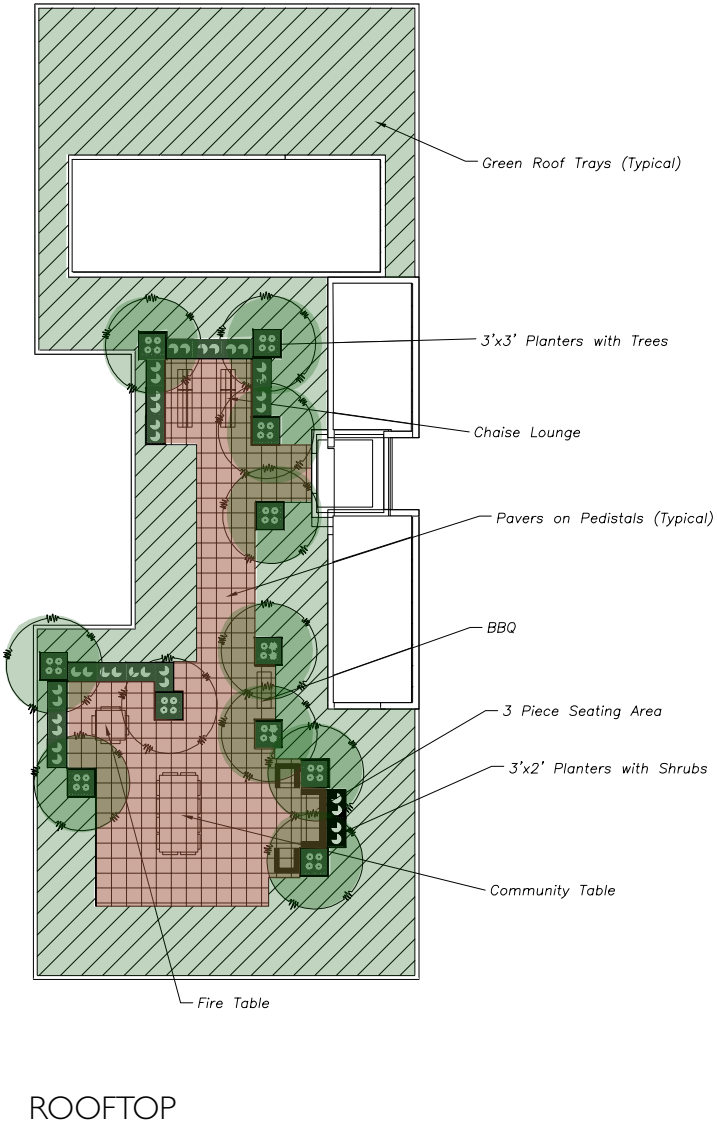 Green Roof Trays (Typical)
3'x3' Planters with Trees
Chaise Lounge
Pavers on Pedistals (Typical)
BBQ
3 Piece Seating Area
3'x2' Planters with Shrubs
Community Table
Fire Table
ROOFTOP